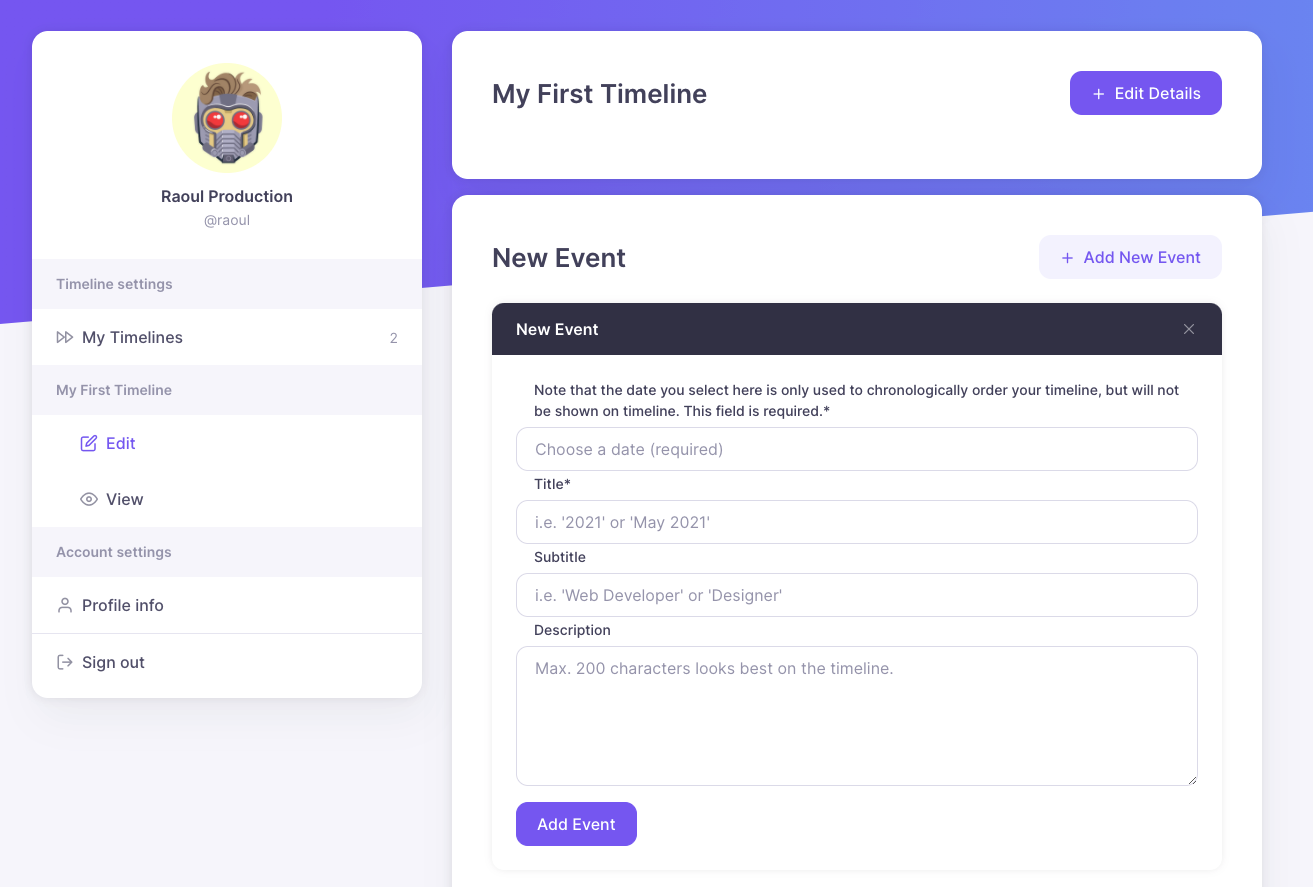 Raoul Production
@raoul
Timeline settings
My Timelines 2
My First Timeline
Edit
View
Account settings
Profile info
Sign out
My First Timeline
+ Edit Details
New Event
+ Add New Event
New Event
Note that the date you select here is only used to chronologically order your timeline, but will not
be shown on timeline. This field is required.*
Choose a date (required)
Title*
i.e. '2021' or 'May 2021'
Subtitle
i.e. 'Web Developer' or 'Designer'
Description
Max. 200 characters looks best on the timeline.
Add Event